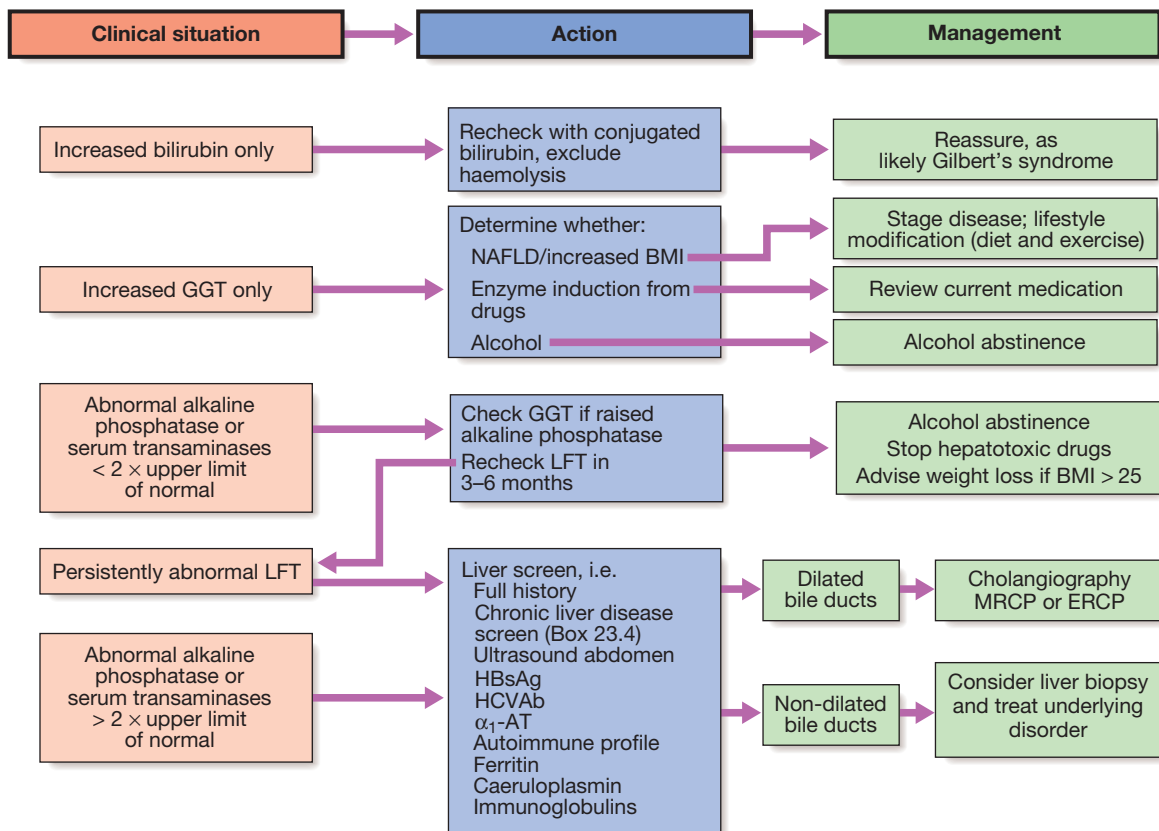 Clinical situation
Action
Management
Increased bilirubin only
Recheck with conjugated
bilirubin, exclude
haemolysis
Reassure, as
likely Gilbert's syndrome
Increased GGT only
Determine whether:
NAFLD/increased BMI
Enzyme induction from
drugs
Alcohol
Stage disease; lifestyle
modification (diet and exercise)
Review current medication
Alcohol abstinence
Abnormal alkaline
phosphatase or
serum transaminases
< 2 × upper limit
of normal
Check GGT if raised
alkaline phosphatase
Recheck LFT in
3–6 months
Alcohol abstinence
Stop hepatotoxic drugs
Advise weight loss if BMI > 25
Persistently abnormal LFT
Abnormal alkaline
phosphatase or
serum transaminases
> 2 × upper limit
of normal
Liver screen, i.e.
Full history
Chronic liver disease
screen (Box 23.4)
Ultrasound abdomen
HBsAg
HCVAb
α₁-AT
Autoimmune profile
Ferritin
Caeruloplasmin
Immunoglobulins
Dilated
bile ducts
Cholangiography
MRCP or ERCP
Non-dilated
bile ducts
Consider liver biopsy
and treat underlying
disorder